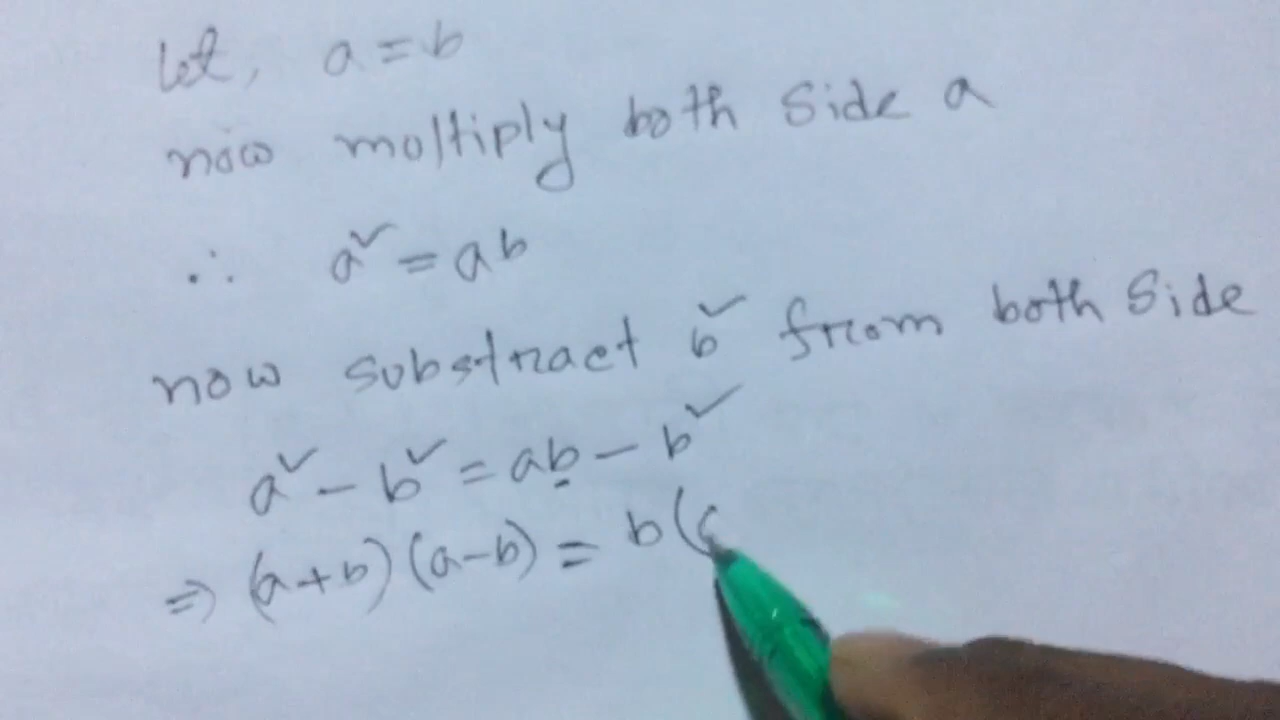 let, a = b
now moltiply both side a
∴ a² = ab
now substract b² from both side
a² - b² = ab - b²
⇒ (a+b) (a-b) = b(a